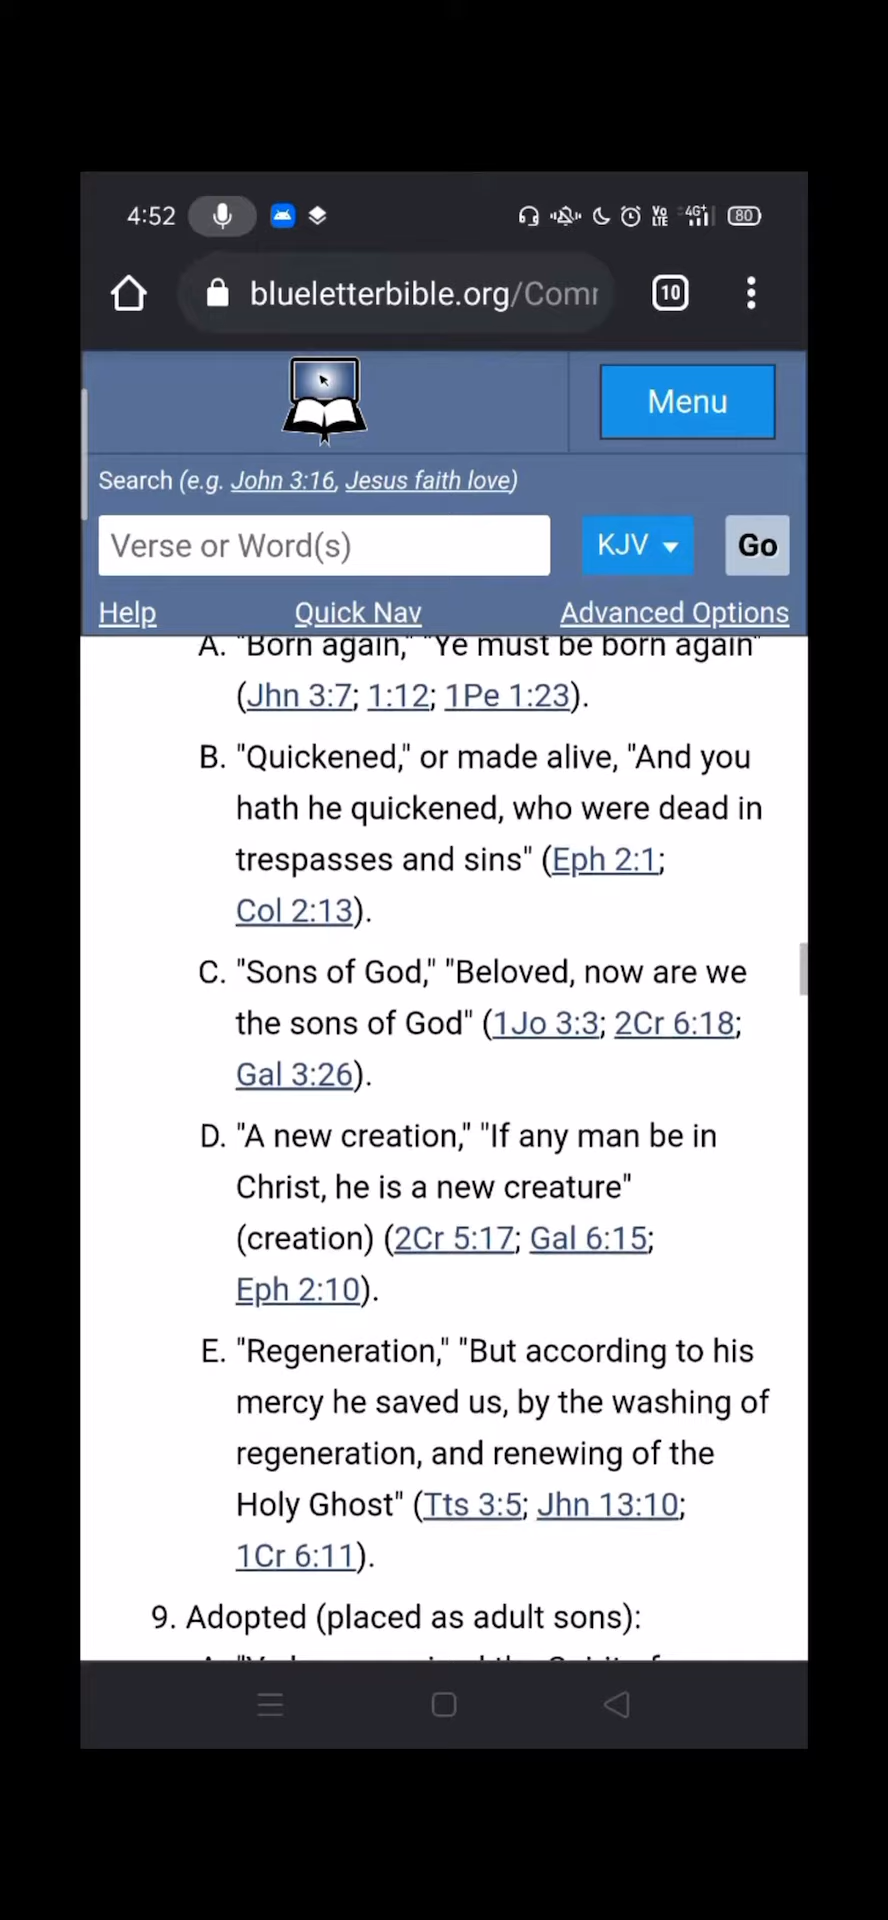 4:52 4G+ Vo LTE 80
blueletterbible.org/Com
10
Menu
Search (e.g. John 3:16, Jesus faith love)
Verse or Word(s) KJV Go
Help Quick Nav Advanced Options
A. "Born again," "Ye must be born again"
(Jhn 3:7; 1:12; 1Pe 1:23).
B. "Quickened," or made alive, "And you
hath he quickened, who were dead in
trespasses and sins" (Eph 2:1;
Col 2:13).
C. "Sons of God," "Beloved, now are we
the sons of God" (1Jo 3:3; 2Cr 6:18;
Gal 3:26).
D. "A new creation," "If any man be in
Christ, he is a new creature"
(creation) (2Cr 5:17; Gal 6:15;
Eph 2:10).
E. "Regeneration," "But according to his
mercy he saved us, by the washing of
regeneration, and renewing of the
Holy Ghost" (Tts 3:5; Jhn 13:10;
1Cr 6:11).
9. Adopted (placed as adult sons):